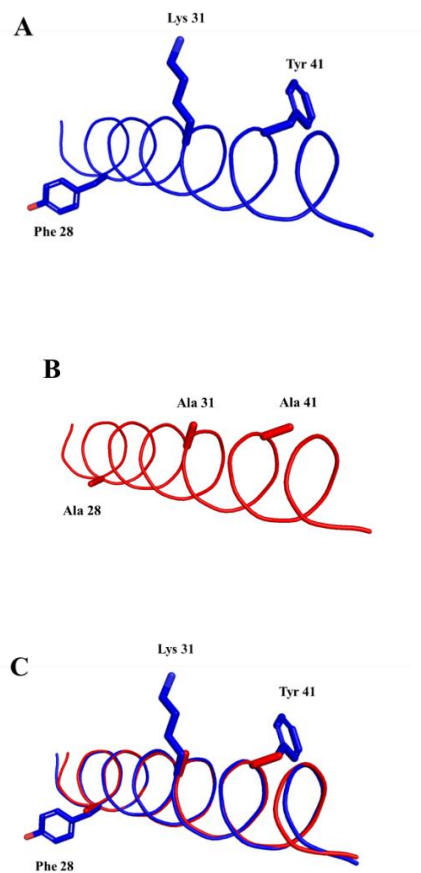 A
Lys 31
Tyr 41
Phe 28
B
Ala 31
Ala 41
Ala 28
C
Lys 31
Tyr 41
Phe 28